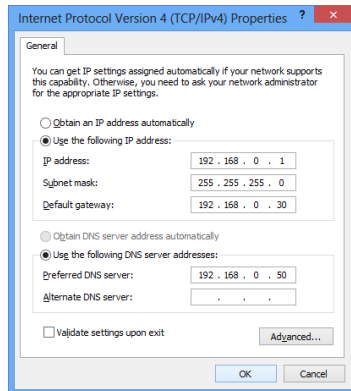 Internet Protocol Version 4 (TCP/IPv4) Properties ? ×
General
You can get IP settings assigned automatically if your network supports
this capability. Otherwise, you need to ask your network administrator
for the appropriate IP settings.
Obtain an IP address automatically
Use the following IP address:
IP address: 192 . 168 . 0 . 1
Subnet mask: 255 . 255 . 255 . 0
Default gateway: 192 . 168 . 0 . 30
Obtain DNS server address automatically
Use the following DNS server addresses:
Preferred DNS server: 192 . 168 . 0 . 50
Alternate DNS server: . . .
Validate settings upon exit
Advanced...
OK Cancel